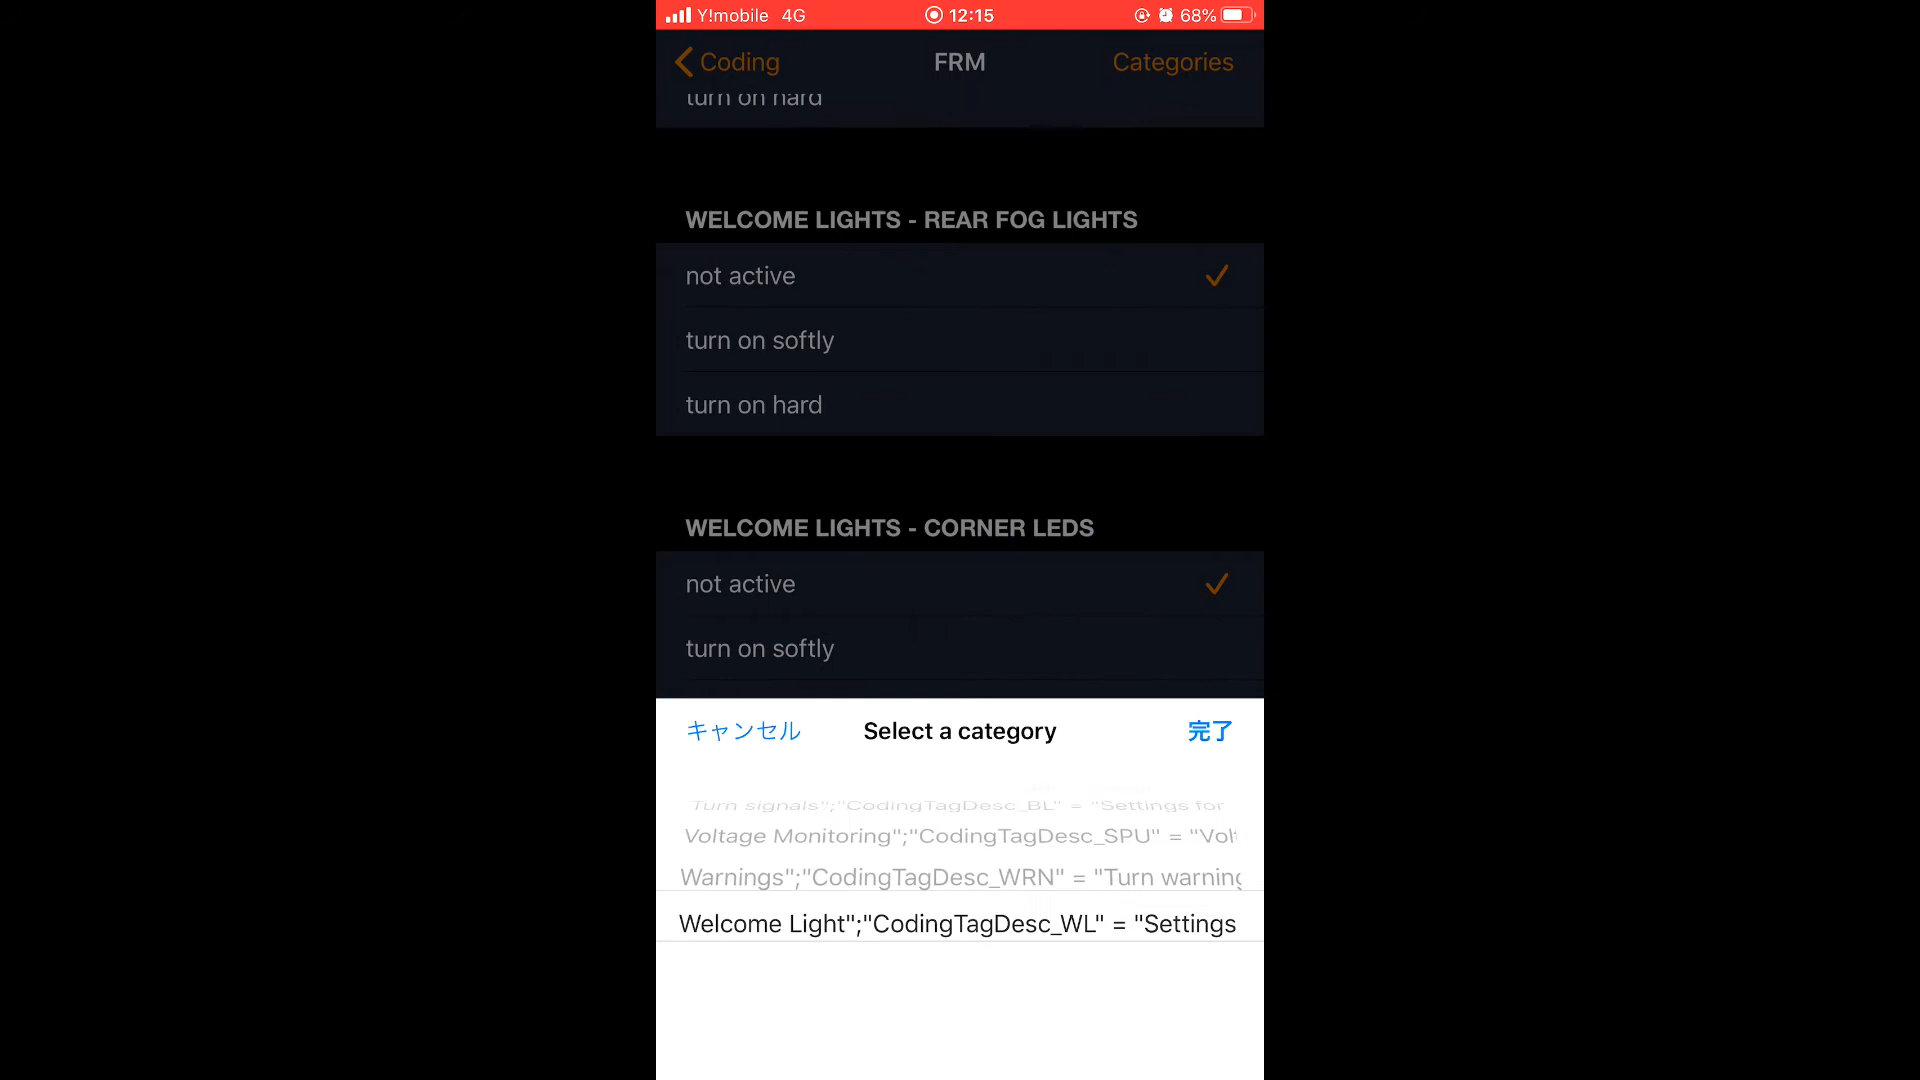 Y!mobile 4G 12:15 68%
Coding FRM Categories
turn on hard
WELCOME LIGHTS - REAR FOG LIGHTS
not active
turn on softly
turn on hard
WELCOME LIGHTS - CORNER LEDS
not active
turn on softly
キャンセル Select a category 完了
Turn signals";"CodingTagDesc_BL" = "Settings for
Voltage Monitoring";"CodingTagDesc_SPU" = "Volt
Warnings";"CodingTagDesc_WRN" = "Turn warning
Welcome Light";"CodingTagDesc_WL" = "Settings